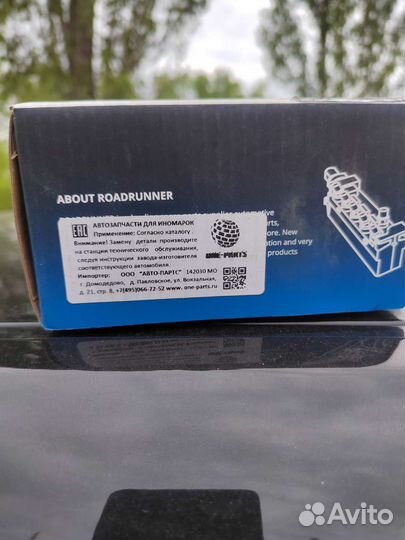 ABOUT ROADRUNNER
EAC
АВТОЗАПЧАСТИ ДЛЯ ИНОМАРОК
Применение: Согласно каталогу
Внимание! Замену детали производите
на станции технического обслуживания,
следуя инструкции завода-изготовителя
соответствующего автомобиля.
Импортер: ООО "АВТО-ПАРТС" 142030 МО
г. Домодедово, д. Павловское, ул. Вокзальная,
д. 21, стр. 8, +7(495)066-72-52 www. one-parts.ru
ONE-PARTS
rts,
ore. New
ation and very
products
Avito